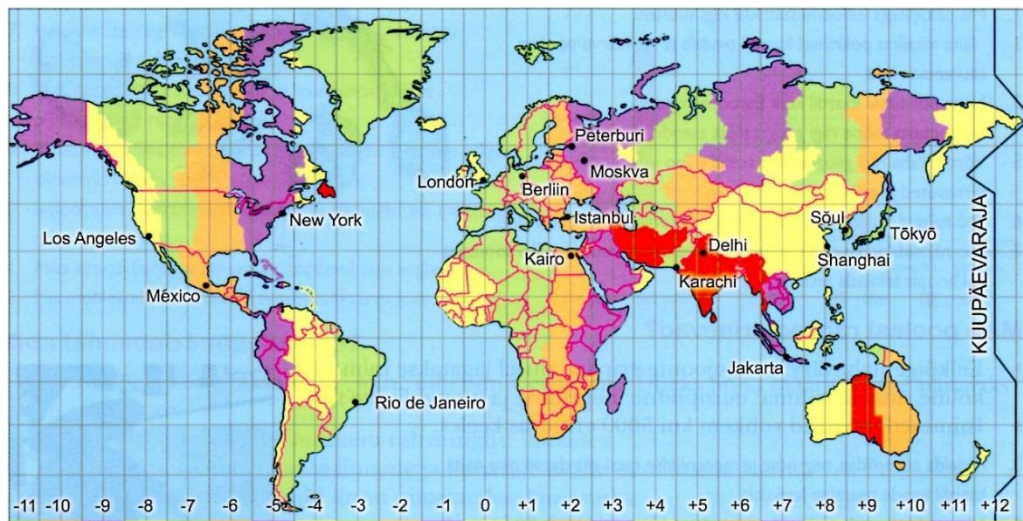 Peterburi
Moskva
London
Berliin
New York
Istanbul
Sŏul
Los Angeles
Delhi
Tōkyō
Kairo
Shanghai
Karachi
México
KUUPÄEVARAJA
Jakarta
Rio de Janeiro
-11 -10 -9 -8 -7 -6 -5 -4 -3 -2 -1 0 +1 +2 +3 +4 +5 +6 +7 +8 +9 +10 +11 +12